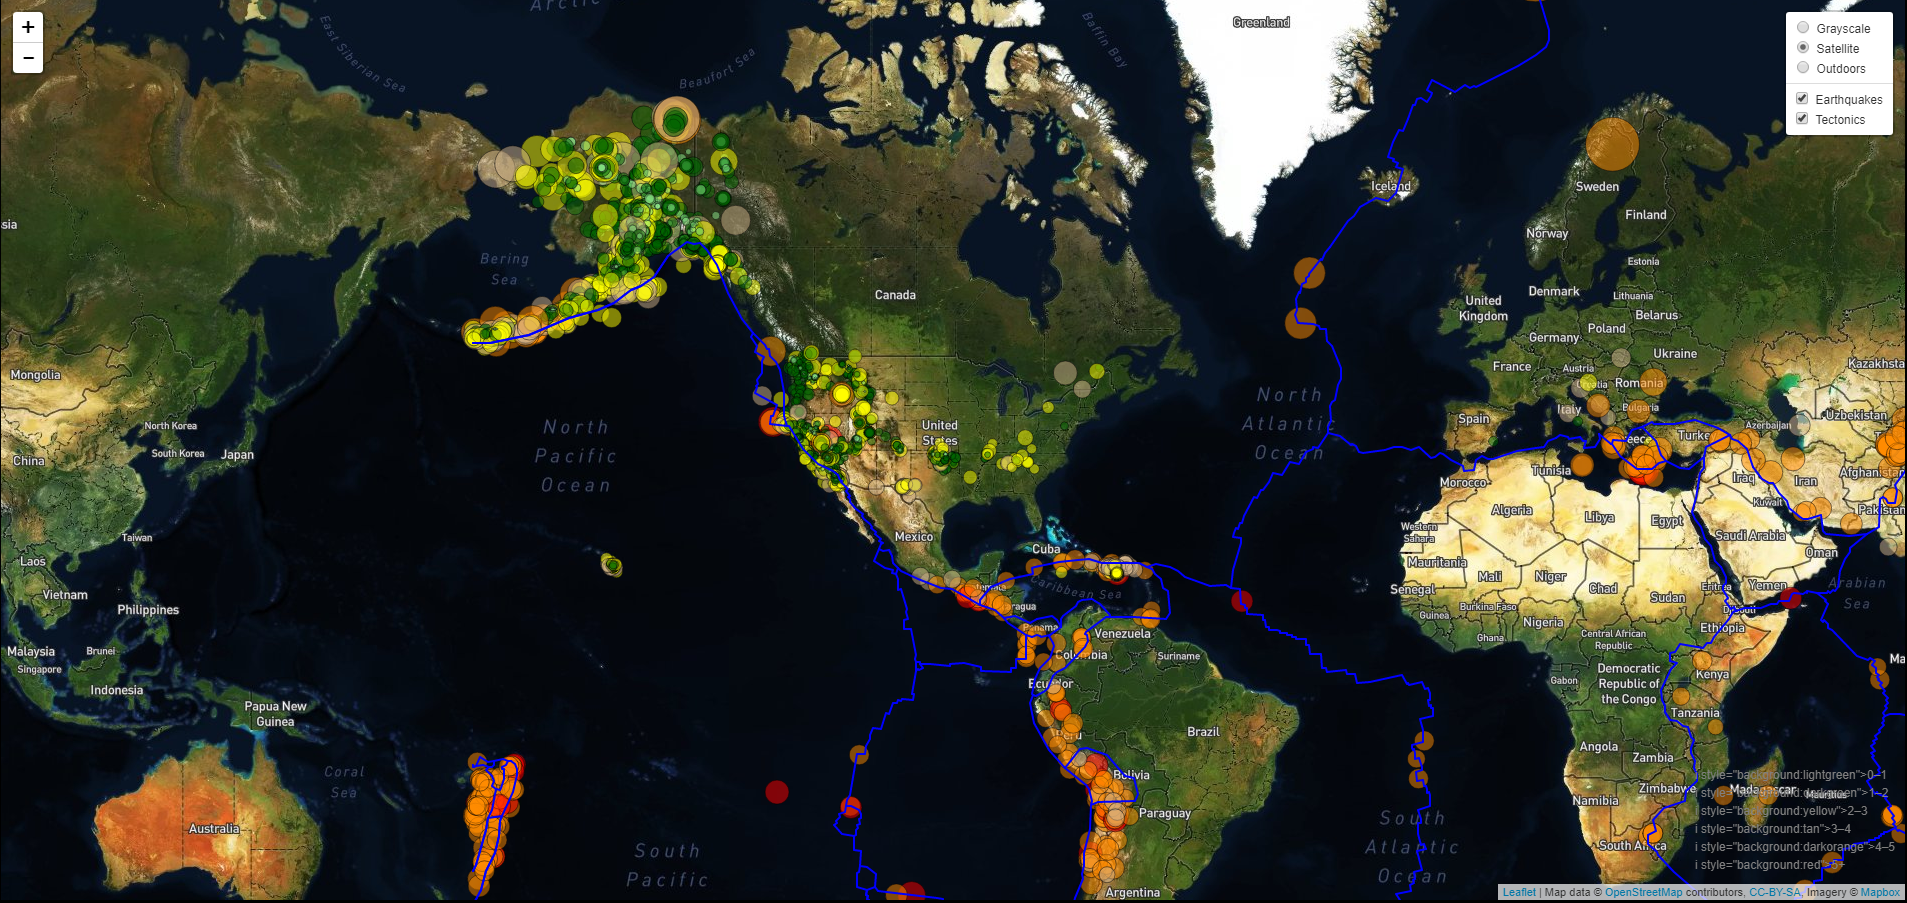 +
−
Grayscale
Satellite
Outdoors
Earthquakes
Tectonics
Arctic
East Siberian Sea
Beaufort Sea
Baffin Bay
Greenland
Iceland
Sweden
Finland
Norway
Estonia
Bering
Sea
Canada
United
Kingdom
Denmark
Lithuania
Belarus
Poland
Germany
Ukraine
France
Austria
Croatia
Romania
Italy
Bulgaria
Spain
Kazakhsta
Uzbekistan
Azerbaijan
Mongolia
North Korea
South Korea
Japan
China
North
Pacific
Ocean
United
States
North
Atlantic
Ocean
Tunisia
Morocco
Iraq
Iran
Afghanistan
Kuwait
Pakistan
Algeria
Libya
Egypt
Western
Sahara
Saudi Arabia
Oman
Taiwan
Laos
Mexico
Cuba
Mauritania
Mali
Niger
Chad
Sudan
Eritrea
Yemen
Arabian
Sea
Vietnam
Philippines
Caribbean Sea
Senegal
Burkina Faso
Guinea
Ghana
Nigeria
Djibouti
Ethiopia
Central African
Republic
Malaysia
Brunei
Singapore
Indonesia
Panama
Venezuela
Colombia
Suriname
Ecuador
Gabon
Democratic
Republic of
the Congo
Kenya
Tanzania
Papua New
Guinea
Peru
Brazil
Bolivia
Paraguay
Argentina
Angola
Zambia
Zimbabwe
Madagascar
Mauritius
Namibia
South Africa
Coral
Sea
Australia
South
Pacific
South
Atlantic
Ocean
i style="background:lightgreen">0–1
i style="background:darkgreen">1–2
i style="background:yellow">2–3
i style="background:tan">3–4
i style="background:darkorange">4–5
i style="background:red">5+
Leaflet | Map data © OpenStreetMap contributors, CC-BY-SA, Imagery © Mapbox